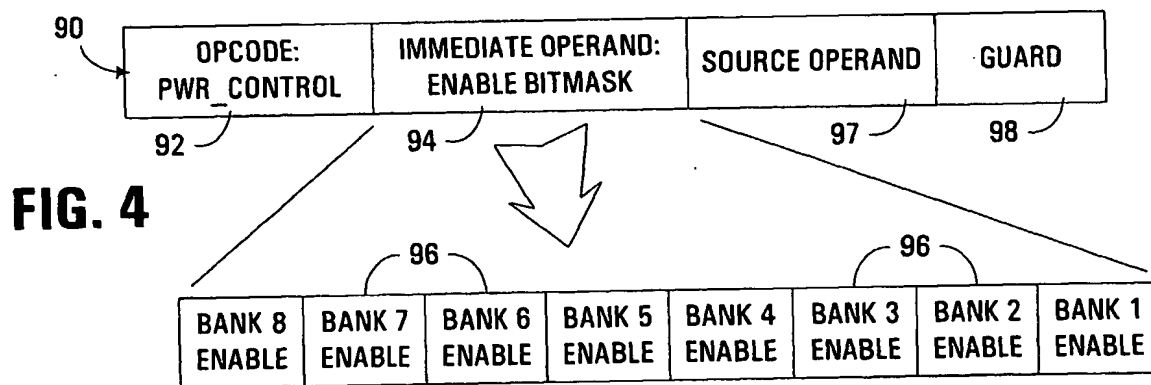 90
OPCODE:
PWR_CONTROL
IMMEDIATE OPERAND:
ENABLE BITMASK
SOURCE OPERAND
GUARD
92
94
97
98
FIG. 4
96
96
BANK 8
ENABLE
BANK 7
ENABLE
BANK 6
ENABLE
BANK 5
ENABLE
BANK 4
ENABLE
BANK 3
ENABLE
BANK 2
ENABLE
BANK 1
ENABLE